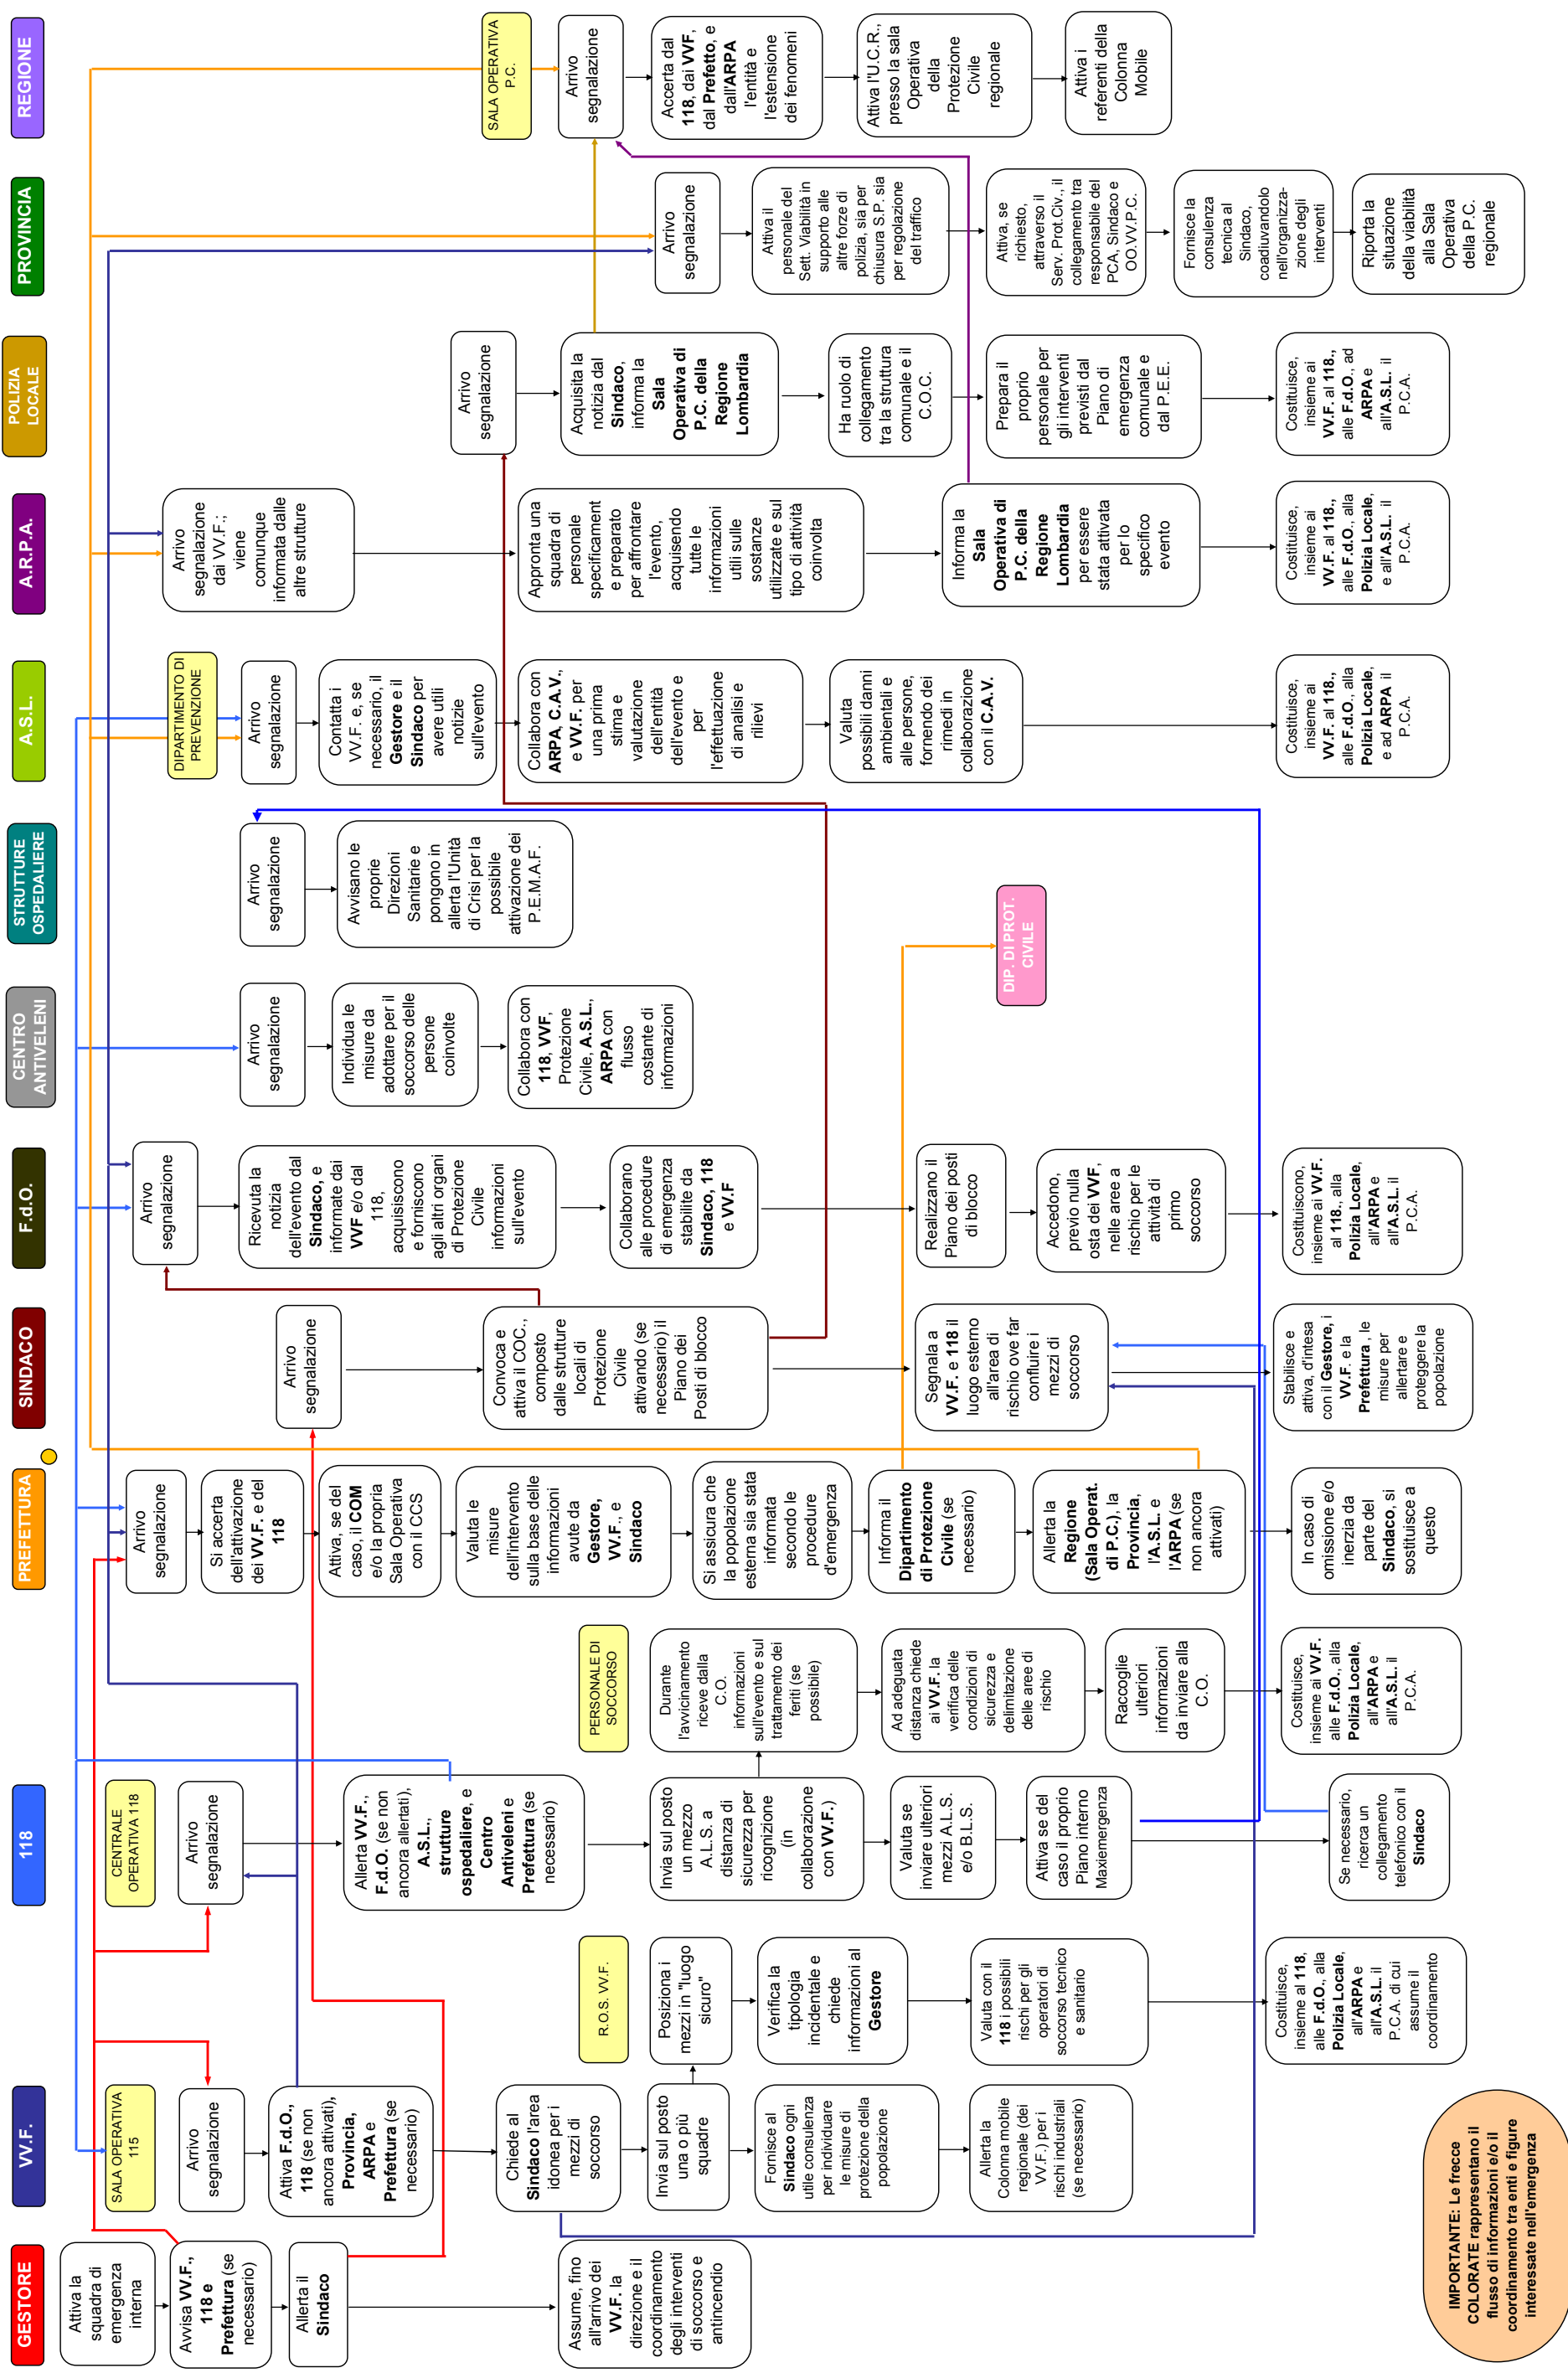 GESTORE
Attiva la
squadra di
emergenza
interna
Avvisa VV.F.,
118 e
Prefettura (se
necessario)
Allerta il
Sindaco
Assume, fino
all'arrivo dei
VV.F. la
direzione e il
coordinamento
degli interventi
di soccorso e
antincendio
VV.F.
SALA OPERATIVA
115
Arrivo
segnalazione
Attiva F.d.O.,
118 (se non
ancora attivati),
Provincia,
ARPA e
Prefettura (se
necessario)
Chiede al
Sindaco l'area
idonea per i
mezzi di
soccorso
Invia sul posto
una o più
squadre
Fornisce al
Sindaco ogni
utile consulenza
per individuare
le misure di
protezione della
popolazione
Allerta la
Colonna mobile
regionale (dei
VV.F.) per i
rischi industriali
(se necessario)
R.O.S. VV.F.
Posiziona i
mezzi in "luogo
sicuro"
Verifica la
tipologia
incidentale e
chiede
informazioni al
Gestore
Valuta con il
118 i possibili
rischi per gli
operatori di
soccorso tecnico
e sanitario
Costituisce,
insieme al 118,
alle F.d.O., alla
Polizia Locale,
all'ARPA e
all'A.S.L. il
P.C.A. di cui
assume il
coordinamento
118
CENTRALE
OPERATIVA 118
Arrivo
segnalazione
Allerta VV.F.,
F.d.O. (se non
ancora allertati),
A.S.L.,
strutture
ospedaliere, e
Centro
Antiveleni e
Prefettura (se
necessario)
Invia sul posto
un mezzo
A.L.S. a
distanza di
sicurezza per
ricognizione
(in
collaborazione
con VV.F.)
Valuta se
inviare ulteriori
mezzi A.L.S.
e/o B.L.S.
Attiva se del
caso il proprio
Piano interno
Maxiemergenza
Se necessario,
ricerca un
collegamento
telefonico con il
Sindaco
PERSONALE DI
SOCCORSO
Durante
l'avvicinamento
riceve dalla
C.O.
informazioni
sull'evento e sul
trattamento dei
feriti (se
possibile)
Ad adeguata
distanza chiede
ai VV.F. la
verifica delle
condizioni di
sicurezza e
delimitazione
delle aree di
rischio
Raccoglie
ulteriori
informazioni
da inviare alla
C.O.
Costituisce,
insieme ai VV.F.
alle F.d.O., alla
Polizia Locale,
all'ARPA e
all'A.S.L. il
P.C.A.
PREFETTURA
Arrivo
segnalazione
Si accerta
dell'attivazione
dei VV.F. e del
118
Attiva, se del
caso, il COM
e/o la propria
Sala Operativa
con il CCS
Valuta le
misure
dell'intervento
sulla base delle
informazioni
avute da
Gestore,
VV.F., e
Sindaco
Si assicura che
la popolazione
esterna sia stata
informata
secondo le
procedure
d'emergenza
Informa il
Dipartimento
di Protezione
Civile (se
necessario)
Allerta la
Regione
(Sala Operat.
di P.C.), la
Provincia,
l'A.S.L. e
l'ARPA (se
non ancora
attivati)
In caso di
omissione e/o
inerzia da
parte del
Sindaco, si
sostituisce a
questo
SINDACO
Arrivo
segnalazione
Convoca e
attiva il COC.,
composto
dalle strutture
locali di
Protezione
Civile
attivando (se
necessario) il
Piano dei
Posti di blocco
Segnala a
VV.F. e 118 il
luogo esterno
all'area di
rischio ove far
confluire i
mezzi di
soccorso
Stabilisce e
attiva, d'intesa
con il Gestore, i
VV.F. e la
Prefettura , le
misure per
allertare e
proteggere la
popolazione
F.d.O.
Arrivo
segnalazione
Ricevuta la
notizia
dell'evento dal
Sindaco, e
informate dai
VVF e/o dal
118,
acquisiscono
e forniscono
agli altri organi
di Protezione
Civile
informazioni
sull'evento
Collaborano
alle procedure
di emergenza
stabilite da
Sindaco, 118
e VV.F
Realizzano il
Piano dei posti
di blocco
Accedono,
previo nulla
osta dei VVF,
nelle aree a
rischio per le
attività di
primo
soccorso
Costituiscono,
insieme ai VV.F.
al 118., alla
Polizia Locale,
all'ARPA e
all'A.S.L. il
P.C.A.
CENTRO
ANTIVELENI
Arrivo
segnalazione
Individua le
misure da
adottare per il
soccorso delle
persone
coinvolte
Collabora con
118, VVF,
Protezione
Civile, A.S.L.,
ARPA con
flusso
costante di
informazioni
STRUTTURE
OSPEDALIERE
Arrivo
segnalazione
Avvisano le
proprie
Direzioni
Sanitarie e
pongono in
allerta l'Unità
di Crisi per la
possibile
attivazione dei
P.E.M.A.F.
DIP. DI PROT.
CIVILE
A.S.L.
DIPARTIMENTO DI
PREVENZIONE
Arrivo
segnalazione
Contatta i
VV.F. e, se
necessario, il
Gestore e il
Sindaco per
avere utili
notizie
sull'evento
Collabora con
ARPA, C.A.V.,
e VV.F. per
una prima
stima e
valutazione
dell'entità
dell'evento e
per
l'effettuazione
di analisi e
rilievi
Valuta
possibili danni
ambientali e
alle persone,
fornendo dei
rimedi in
collaborazione
con il C.A.V.
Costituisce,
insieme ai
VV.F. al 118.,
alle F.d.O., alla
Polizia Locale,
e ad ARPA il
P.C.A.
A.R.P.A.
Arrivo
segnalazione
dai VV.F.;
viene
comunque
informata dalle
altre strutture
Appronta una
squadra di
personale
specificament
e preparato
per affrontare
l'evento,
acquisendo
tutte le
informazioni
utili sulle
sostanze
utilizzate e sul
tipo di attività
coinvolta
Informa la
Sala
Operativa di
P.C. della
Regione
Lombardia
per essere
stata attivata
per lo
specifico
evento
Costituisce,
insieme ai
VV.F. al 118.,
alle F.d.O., alla
Polizia Locale,
e all'A.S.L. il
P.C.A.
POLIZIA
LOCALE
Arrivo
segnalazione
Acquisita la
notizia dal
Sindaco,
informa la
Sala
Operativa di
P.C. della
Regione
Lombardia
Ha ruolo di
collegamento
tra la struttura
comunale e il
C.O.C.
Prepara il
proprio
personale per
gli interventi
previsti dal
Piano di
emergenza
comunale e
dal P.E.E.
Costituisce,
insieme ai
VV.F. al 118.,
alle F.d.O., ad
ARPA e
all'A.S.L. il
P.C.A.
PROVINCIA
Arrivo
segnalazione
Attiva il
personale del
Sett. Viabilità in
supporto alle
altre forze di
polizia, sia per
chiusura S.P. sia
per regolazione
del traffico
Attiva, se
richiesto,
attraverso il
Serv. Prot.Civ., il
collegamento tra
responsabile del
PCA, Sindaco e
OO.VV.P.C.
Fornisce la
consulenza
tecnica al
Sindaco,
coadiuvandolo
nell'organizza-
zione degli
interventi
Riporta la
situazione
della viabilità
alla Sala
Operativa
della P.C.
regionale
REGIONE
SALA OPERATIVA
P.C.
Arrivo
segnalazione
Accerta dal
118, dai VVF,
dal Prefetto, e
dall'ARPA
l'entità e
l'estensione
dei fenomeni
Attiva l'U.C.R.,
presso la sala
Operativa
della
Protezione
Civile
regionale
Attiva i
referenti della
Colonna
Mobile
IMPORTANTE: Le frecce
COLORATE rappresentano il
flusso di informazioni e/o il
coordinamento tra enti e figure
interessate nell'emergenza